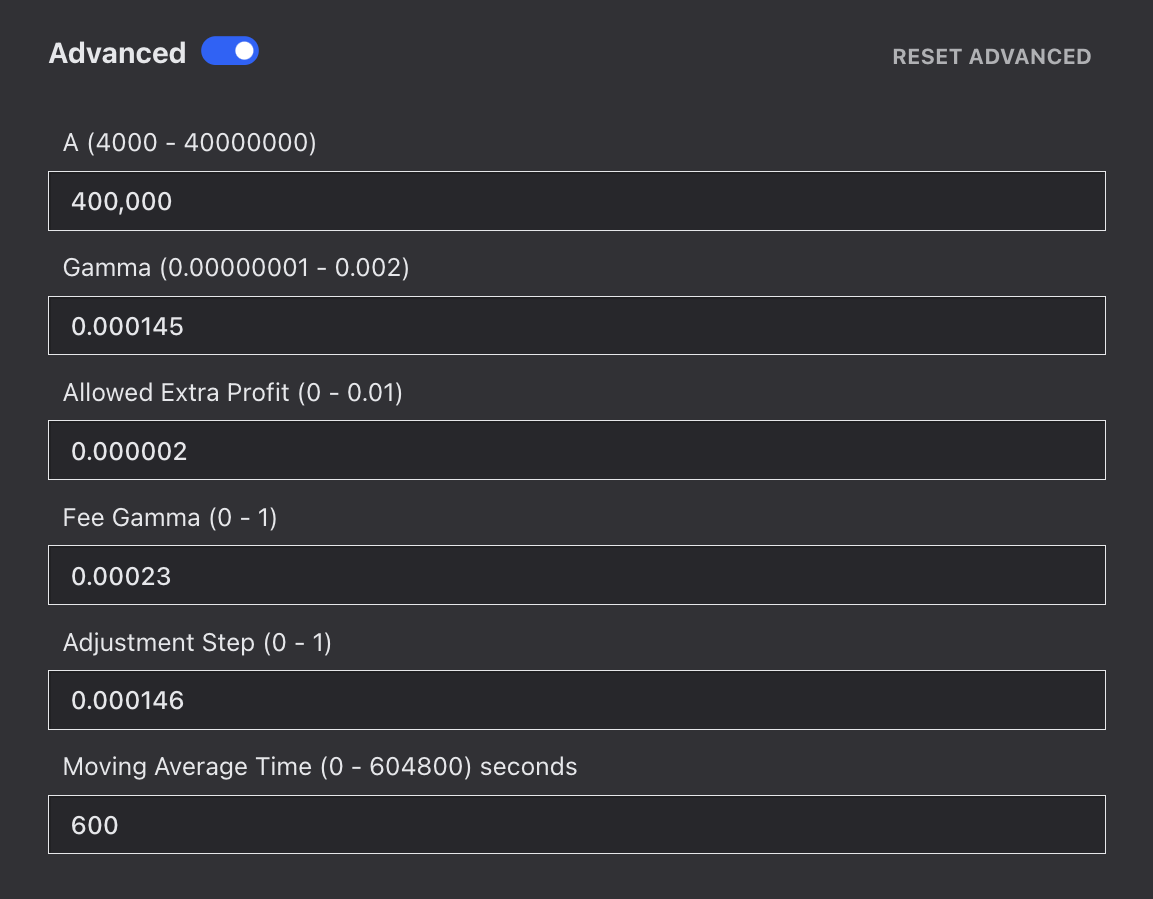 Advanced
RESET ADVANCED
A (4000 - 40000000)
400,000
Gamma (0.00000001 - 0.002)
0.000145
Allowed Extra Profit (0 - 0.01)
0.000002
Fee Gamma (0 - 1)
0.00023
Adjustment Step (0 - 1)
0.000146
Moving Average Time (0 - 604800) seconds
600